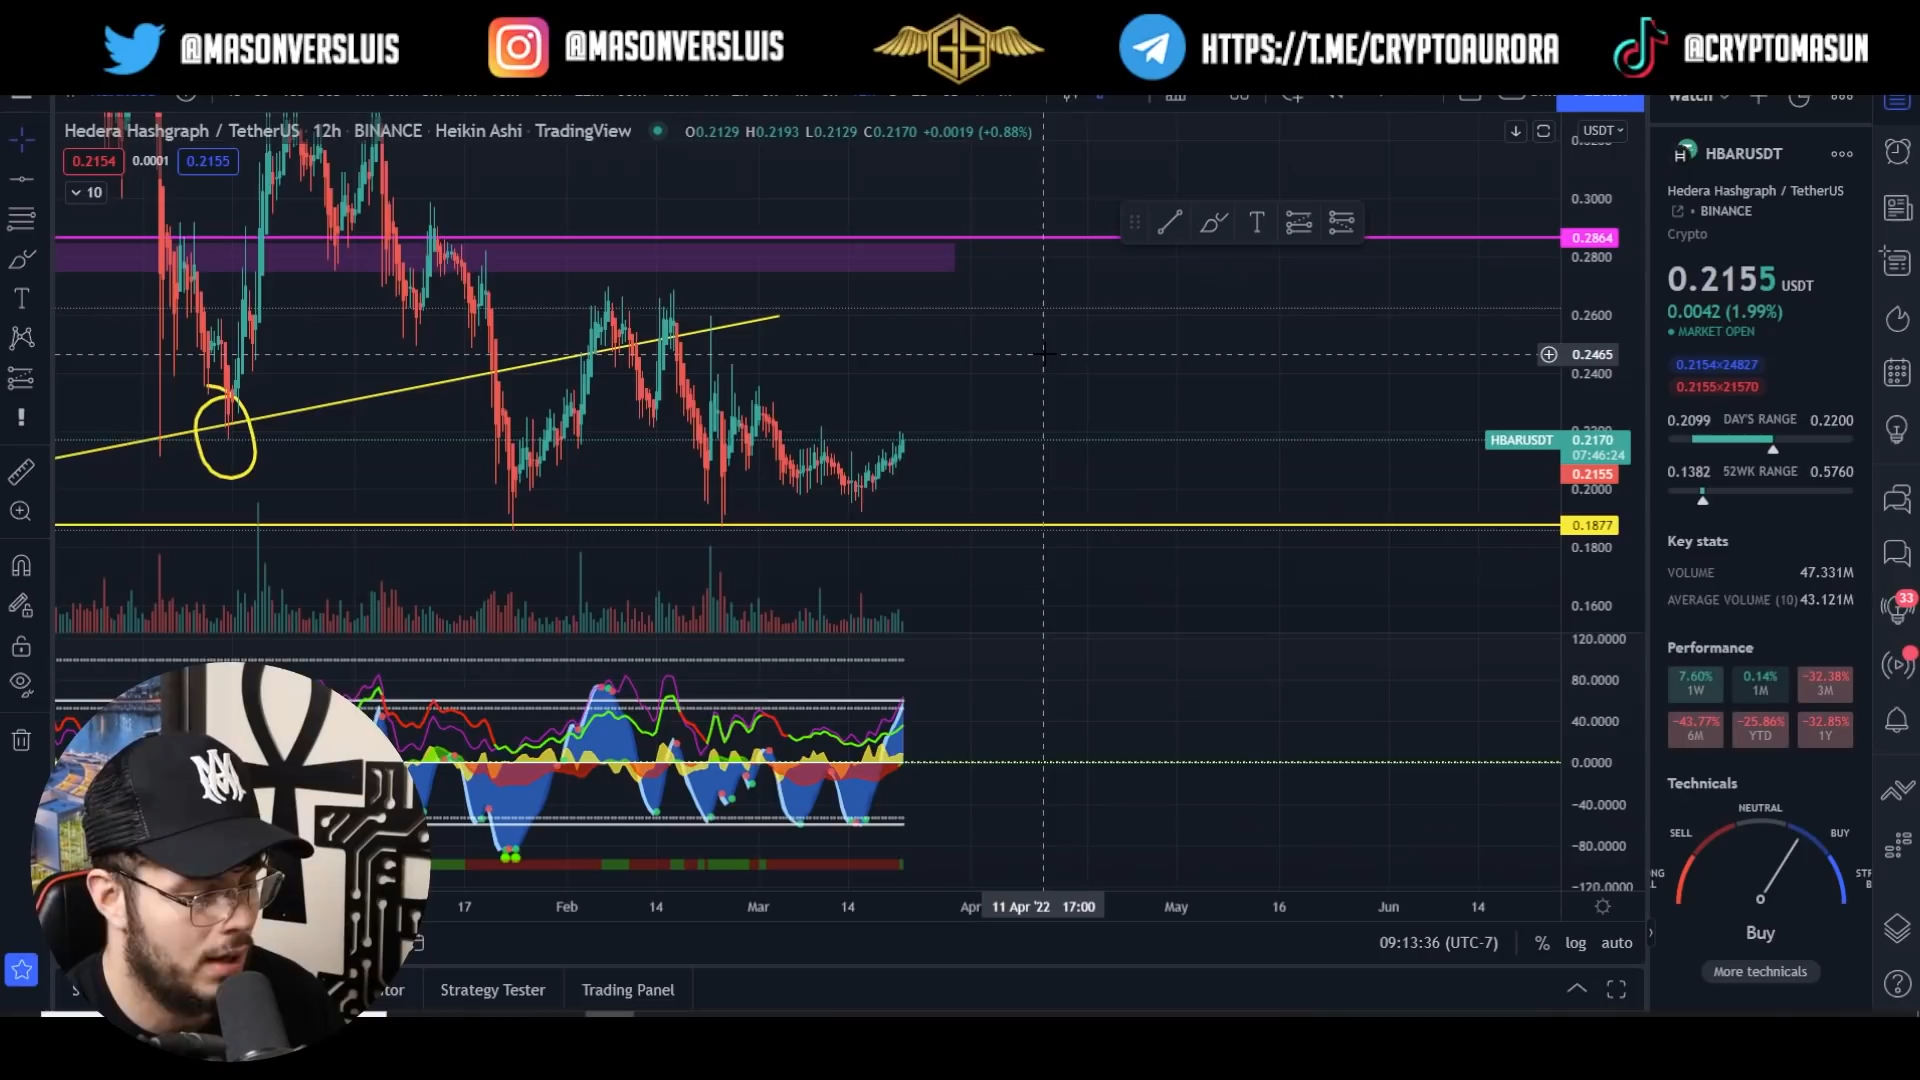 @MASONVERSLUIS
@MASONVERSLUIS
GS
HTTPS://T.ME/CRYPTOAURORA
@CRYPTOMASUN
Hedera Hashgraph / TetherUS · 12h · BINANCE · Heikin Ashi · TradingView
O0.2129 H0.2193 L0.2129 C0.2170 +0.0019 (+0.88%)
0.2154 0.0001 0.2155
10
USDT
0.3000
0.2864
0.2800
0.2600
0.2465
0.2400
HBARUSDT 0.2170
07:46:24
0.2155
0.2000
0.1877
0.1800
0.1600
120.0000
80.0000
40.0000
0.0000
-40.0000
-80.0000
-120.0000
17 Feb 14 Mar 14 Apr 11 Apr '22 17:00 May 16 Jun 14
09:13:36 (UTC-7) % log auto
Strategy Tester Trading Panel
Watch
HBARUSDT
Hedera Hashgraph / TetherUS
• BINANCE
Crypto
0.2155 USDT
0.0042 (1.99%)
• MARKET OPEN
0.2154×24827
0.2155×21570
0.2099 DAY'S RANGE 0.2200
0.1382 52WK RANGE 0.5760
Key stats
VOLUME 47.331M
AVERAGE VOLUME (10) 43.121M
Performance
7.60% 0.14% -32.38%
1W 1M 3M
-43.77% -25.86% -32.85%
6M YTD 1Y
Technicals
NEUTRAL
SELL BUY
NG STR
L B
Buy
More technicals
33